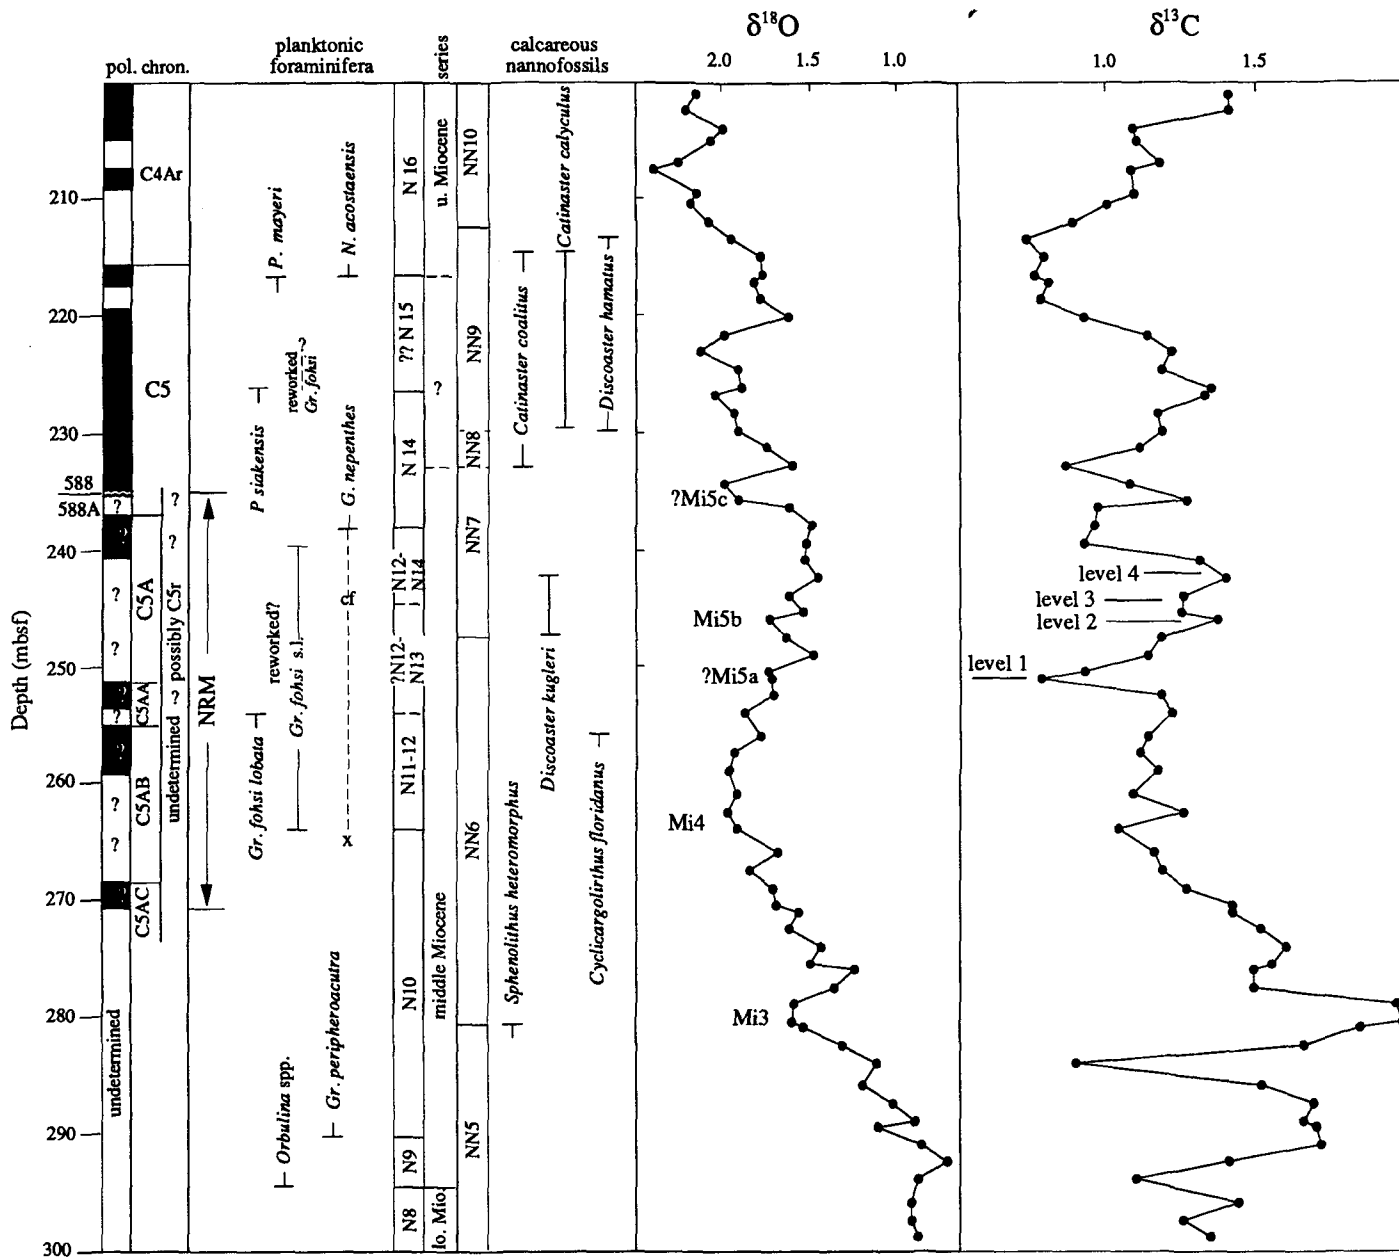 δ18O
δ13C
planktonic
foraminifera
calcareous
nannofossils
series
pol. chron.
2.0 1.5 1.0
1.0 1.5
Depth (mbsf)
210
220
230
240
250
260
270
280
290
300
588
588A
C4Ar
C5
C5A
C5AA
C5AB
C5AC
?
?
?
?
?
?
?
?
?
undetermined
undetermined
possibly C5r
NRM
P. mayeri
N. acostaensis
reworked?
Gr. fohsi
P siakensis
G. nepenthes
reworked?
Gr. fohsi s.l.
cf
x
Gr. fohsi lobata
Gr. peripheroacutra
Orbulina spp.
N16
?? N15
N14
N12-
N14
?N12-
N13
N11-12
N10
N9
N8
u. Miocene
?
middle Miocene
lo. Mio.
NN10
NN9
NN8
NN7
NN6
NN5
Catinaster calyculus
Catinaster coalitus
Discoaster hamatus
Discoaster kugleri
Sphenolithus heteromorphus
Cyclicargolirthus floridanus
?Mi5c
Mi5b
?Mi5a
Mi4
Mi3
level 4
level 3
level 2
level 1